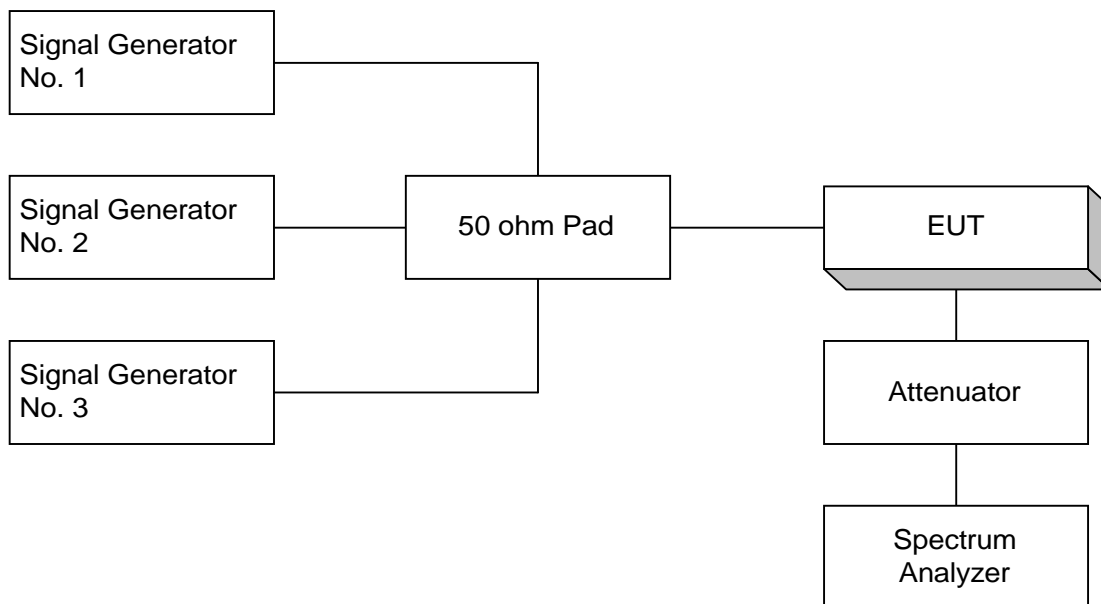 Signal Generator
No. 1
Signal Generator
No. 2
50 ohm Pad
EUT
Signal Generator
No. 3
Attenuator
Spectrum
Analyzer